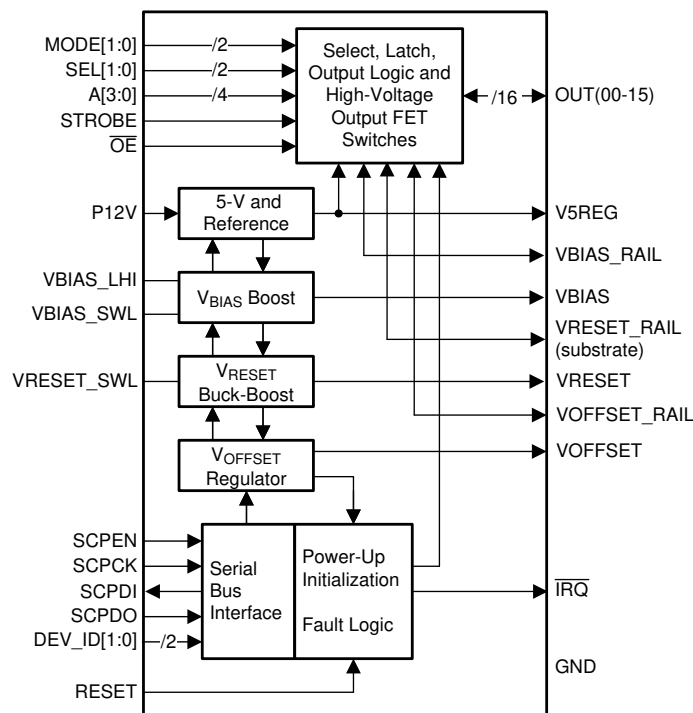 MODE[1:0]
/2
SEL[1:0]
/2
A[3:0]
/4
STROBE
OE
Select, Latch,
Output Logic and
High-Voltage
Output FET
Switches
/16
OUT(00-15)
P12V
5-V and
Reference
V5REG
VBIAS_RAIL
VBIAS_LHI
VBIAS_SWL
VBIAS Boost
VBIAS
VRESET_RAIL
(substrate)
VRESET_SWL
VRESET
Buck-Boost
VRESET
VOFFSET_RAIL
VOFFSET
Regulator
VOFFSET
SCPEN
SCPCK
SCPDI
SCPDO
DEV_ID[1:0]
/2
Serial
Bus
Interface
Power-Up
Initialization
Fault Logic
IRQ
GND
RESET